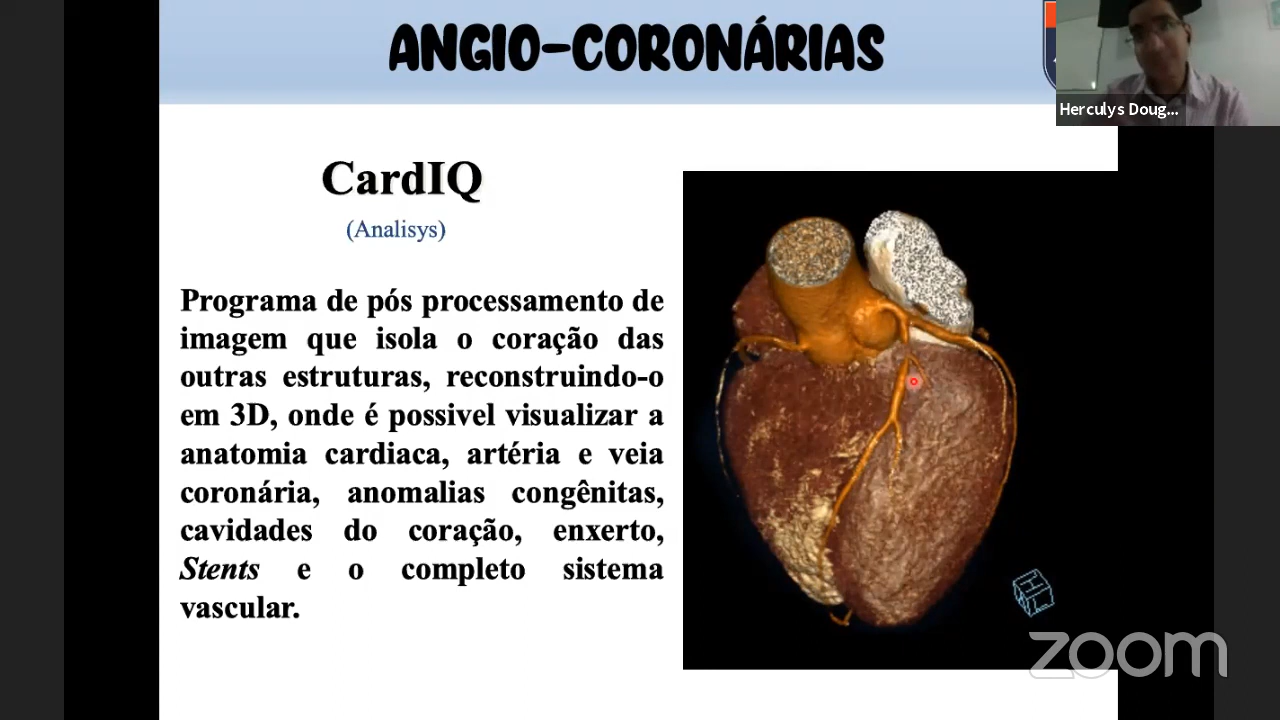 ANGIO-CORONÁRIAS
Herculys Doug...
CardIQ
(Analisys)
Programa de pós processamento de
imagem que isola o coração das
outras estruturas, reconstruindo-o
em 3D, onde é possivel visualizar a
anatomia cardiaca, artéria e veia
coronária, anomalias congênitas,
cavidades do coração, enxerto,
Stents e o completo sistema
vascular.
zoom